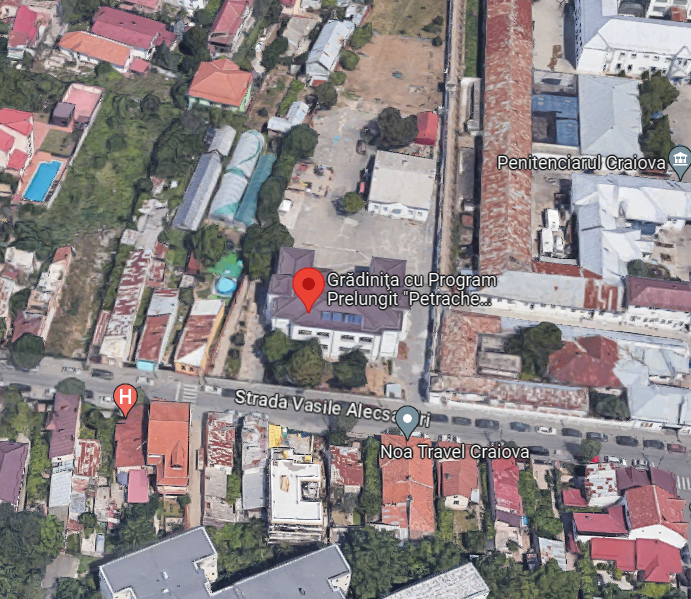 Penitenciarul Craiova
Grădinița cu Program
Prelungit "Petrache...
H
Strada Vasile Alecsandri
Noa Travel Craiova